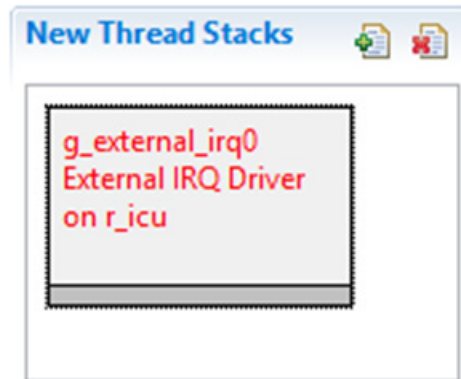 New Thread Stacks
g_external_irq0
External IRQ Driver
on r_icu